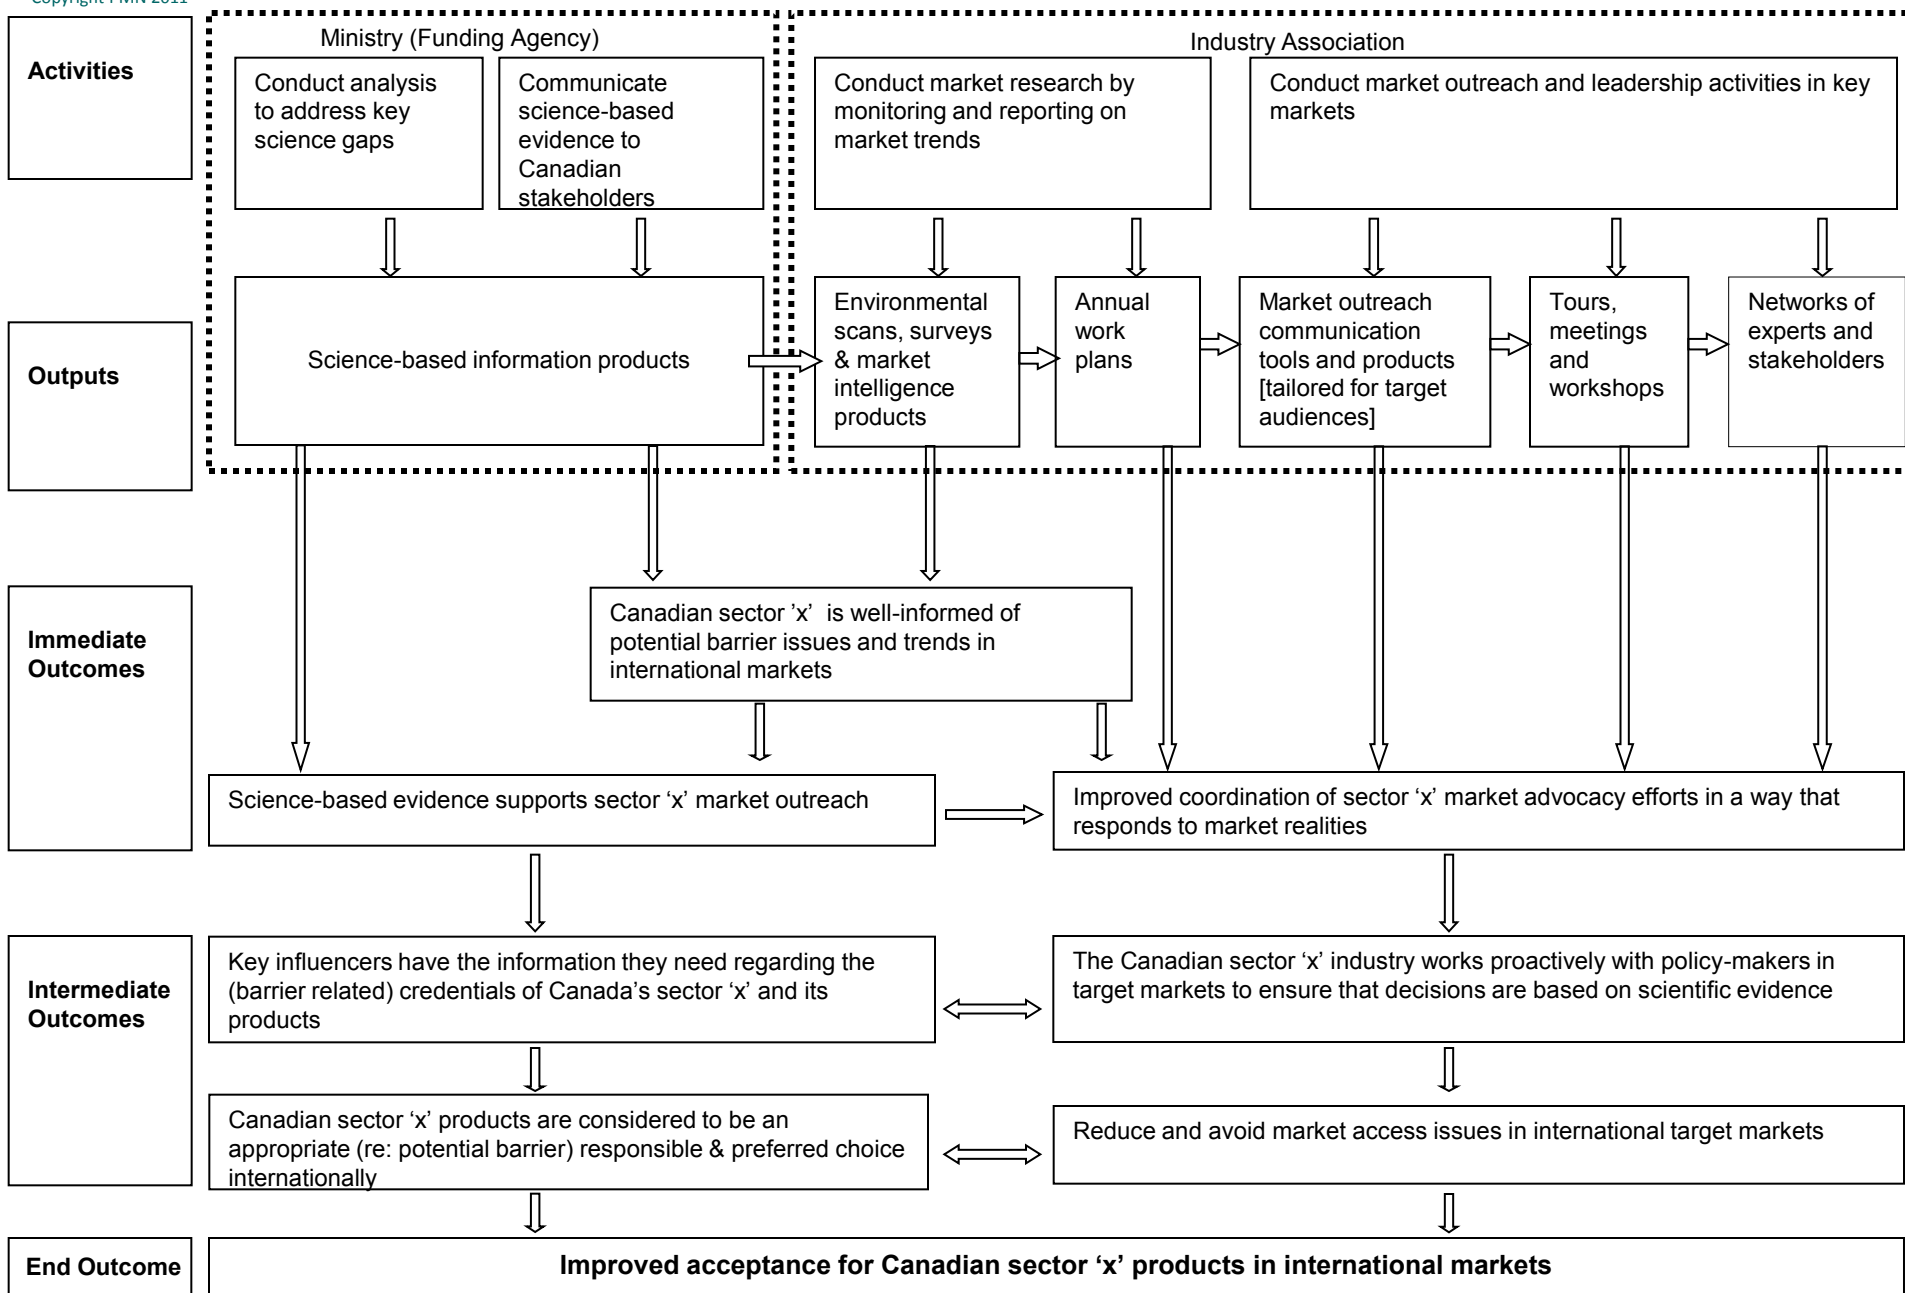 Copyright PMN 2011
Activities
Ministry (Funding Agency)
Conduct analysis
to address key
science gaps
Communicate
science-based
evidence to
Canadian
stakeholders
Industry Association
Conduct market research by
monitoring and reporting on
market trends
Conduct market outreach and leadership activities in key
markets
Outputs
Science-based information products
Environmental
scans, surveys
& market
intelligence
products
Annual
work
plans
Market outreach
communication
tools and products
[tailored for target
audiences]
Tours,
meetings
and
workshops
Networks of
experts and
stakeholders
Immediate
Outcomes
Canadian sector ’x’  is well-informed of
potential barrier issues and trends in
international markets
Science-based evidence supports sector ‘x’ market outreach
Improved coordination of sector ‘x’ market advocacy efforts in a way that
responds to market realities
Intermediate
Outcomes
Key influencers have the information they need regarding the
(barrier related) credentials of Canada’s sector ‘x’ and its
products
The Canadian sector ‘x’ industry works proactively with policy-makers in
target markets to ensure that decisions are based on scientific evidence
Canadian sector ‘x’ products are considered to be an
appropriate (re: potential barrier) responsible & preferred choice
internationally
Reduce and avoid market access issues in international target markets
End Outcome
Improved acceptance for Canadian sector ‘x’ products in international markets